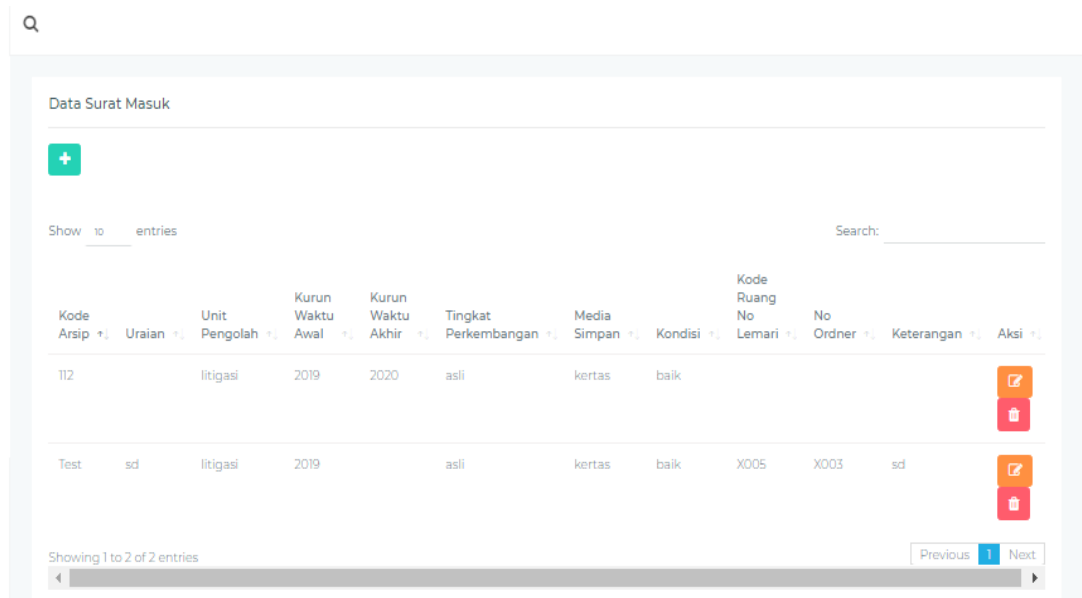 Data Surat Masuk
+
Show 10 entries
Search:
Kode Arsip Uraian Unit Pengolah Kurun Waktu Awal Kurun Waktu Akhir Tingkat Perkembangan Media Simpan Kondisi Kode Ruang No Lemari No Ordner Keterangan Aksi
112 litigasi 2019 2020 asli kertas baik
Test sd litigasi 2019 asli kertas baik X005 X003 sd
Showing 1 to 2 of 2 entries
Previous 1 Next